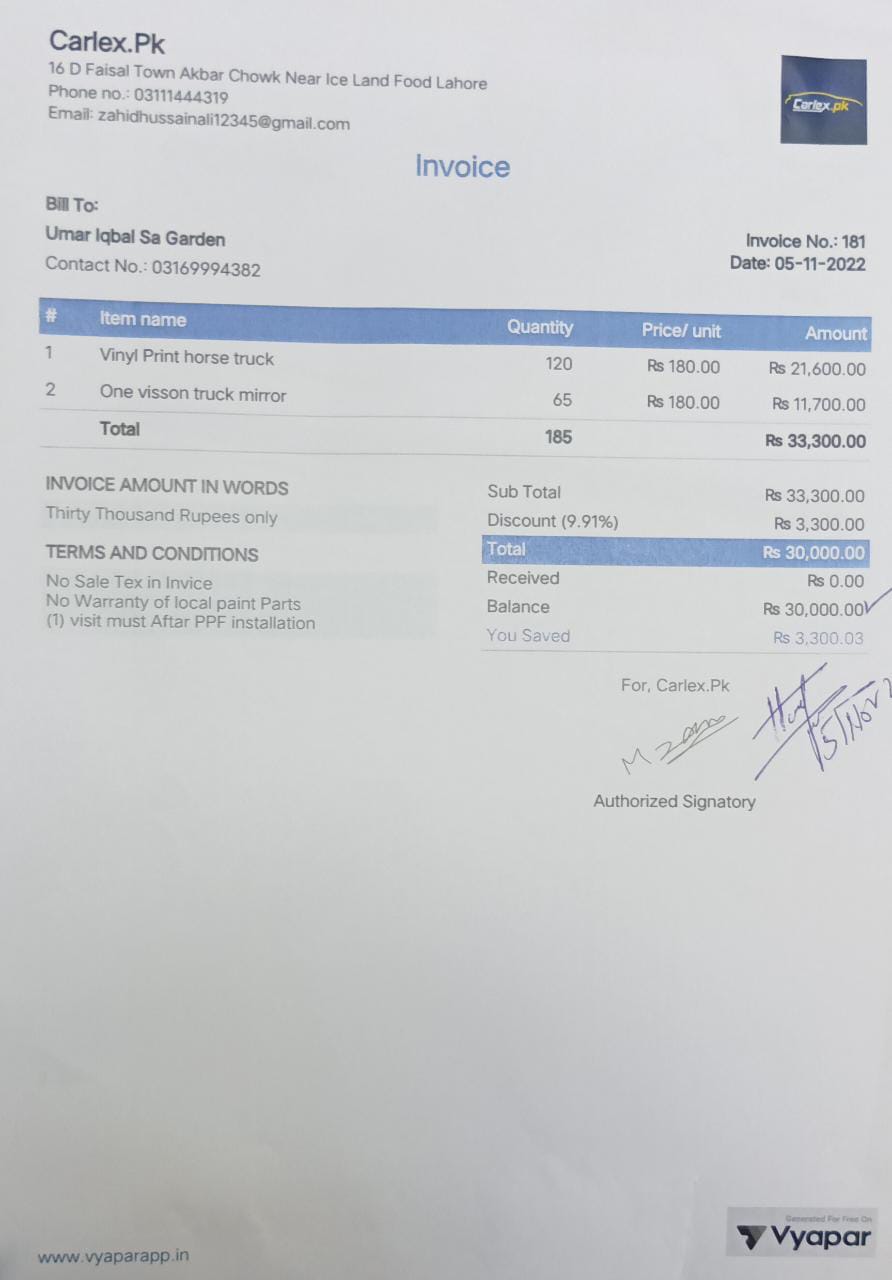 Carlex.Pk
16 D Faisal Town Akbar Chowk Near Ice Land Food Lahore
Phone no.: 03111444319
Email: zahidhussainali12345@gmail.com
Carlex.pk
Invoice
Bill To:
Umar Iqbal Sa Garden
Contact No.: 03169994382
Invoice No.: 181
Date: 05-11-2022
# Item name Quantity Price/ unit Amount
1 Vinyl Print horse truck 120 Rs 180.00 Rs 21,600.00
2 One visson truck mirror 65 Rs 180.00 Rs 11,700.00
Total 185 Rs 33,300.00
INVOICE AMOUNT IN WORDS
Thirty Thousand Rupees only
TERMS AND CONDITIONS
No Sale Tex in Invice
No Warranty of local paint Parts
(1) visit must Aftar PPF installation
Sub Total Rs 33,300.00
Discount (9.91%) Rs 3,300.00
Total Rs 30,000.00
Received Rs 0.00
Balance Rs 30,000.00
You Saved Rs 3,300.03
For, Carlex.Pk
5/Nov
Authorized Signatory
www.vyaparapp.in
Generated For Free On
Vyapar